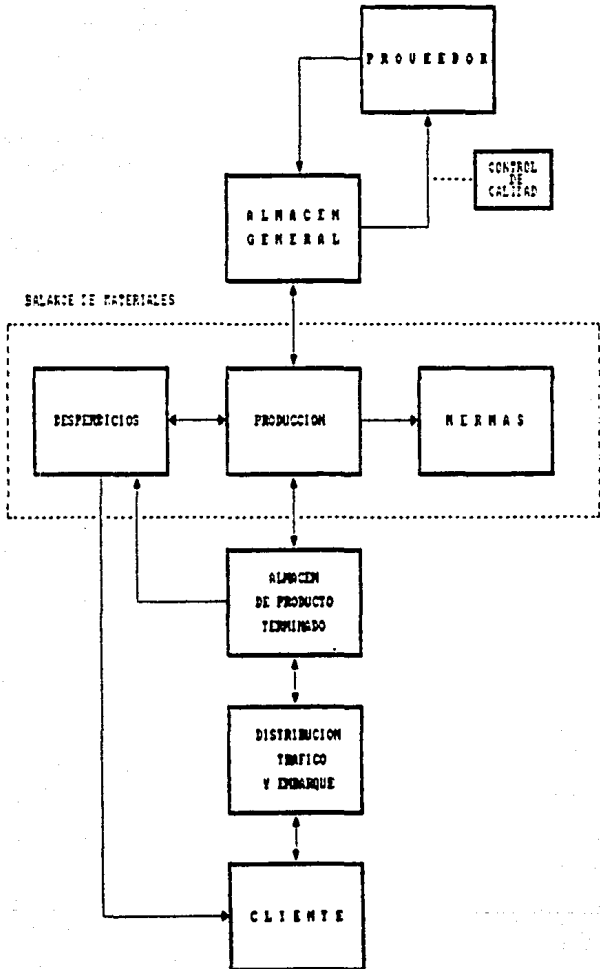 PROVEEDOR
CONTROL
DE
CALIDAD
ALMACEN
GENERAL
BALANCE DE MATERIALES
DESPERDICIOS
PRODUCCION
MERMAS
ALMACEN
DE PRODUCTO
TERMINADO
DISTRIBUCION
TRAFICO
Y EMBARQUE
CLIENTE